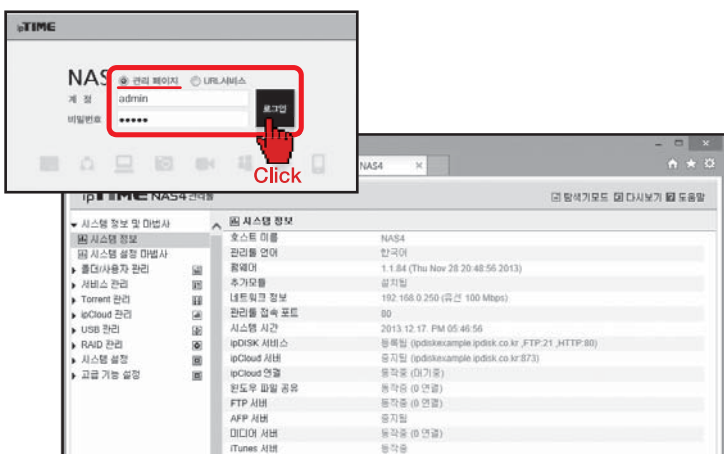 ipTIME
NAS
관리 페이지 URL서비스
계 정 admin
비밀번호 •••••
로그인
Click
NAS4
ipTIME NAS4관리툴
탐색기모드 다시보기 도움말
시스템 정보 및 마법사
시스템 정보
시스템 설정 마법사
폴더/사용자 관리
서비스 관리
Torrent 관리
ipCloud 관리
USB 관리
RAID 관리
시스템 설정
고급 기능 설정
시스템 정보
호스트 이름 NAS4
관리툴 언어 한국어
펌웨어 1.1.84 (Thu Nov 28 20:48:56 2013)
추가모듈 설치됨
네트워크 정보 192.168.0.250 (유선 100 Mbps)
관리툴 접속 포트 80
시스템 시간 2013.12.17. PM 05:46:56
ipDISK 서비스 등록됨 (ipdiskexample.ipdisk.co.kr ,FTP:21 ,HTTP:80)
ipCloud 서버 중지됨 (ipdiskexample.ipdisk.co.kr:873)
ipCloud 연결 동작중 (대기중)
윈도우 파일 공유 동작중 (0 연결)
FTP 서버 동작중 (0 연결)
AFP 서버 중지됨
미디어 서버 동작중 (0 연결)
iTunes 서버 동작중